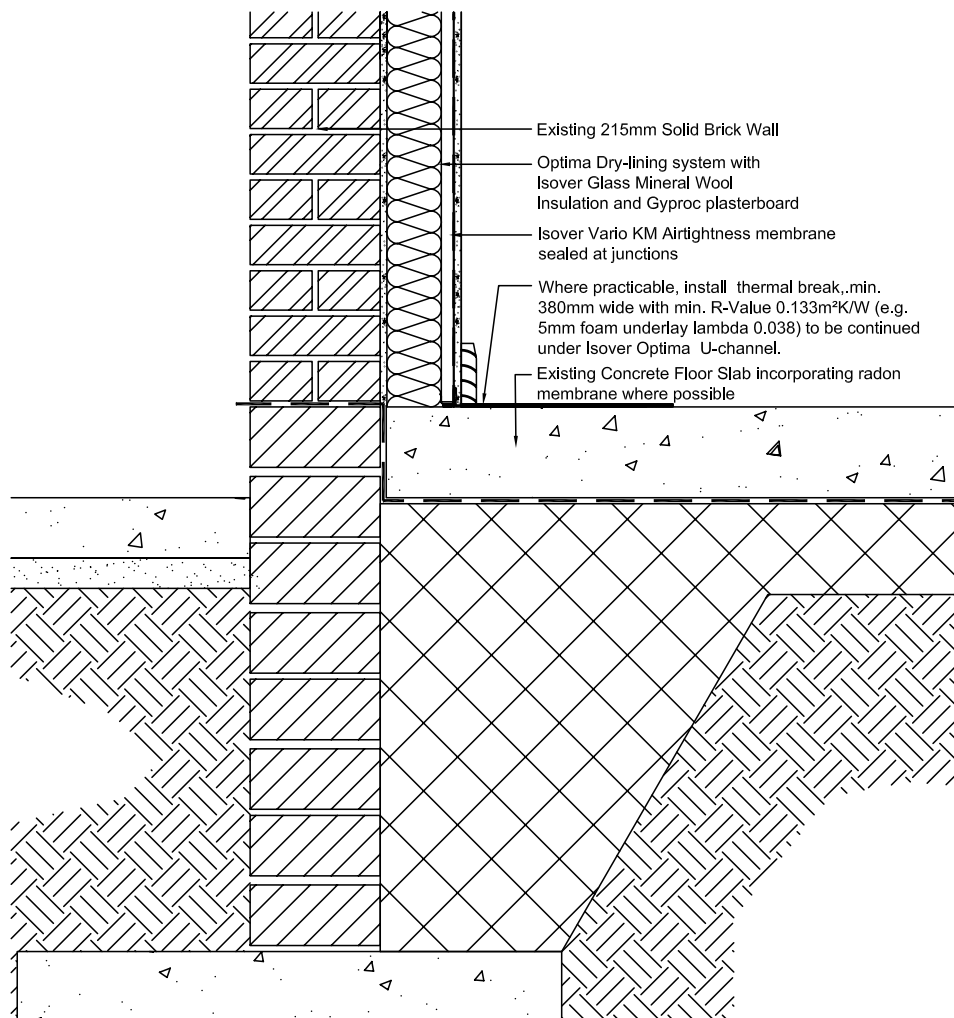 Existing 215mm Solid Brick Wall
Optima Dry-lining system with
Isover Glass Mineral Wool
Insulation and Gyproc plasterboard
Isover Vario KM Airtightness membrane
sealed at junctions
Where practicable, install thermal break,.min.
380mm wide with min. R-Value 0.133m²K/W (e.g.
5mm foam underlay lambda 0.038) to be continued
under Isover Optima U-channel.
Existing Concrete Floor Slab incorporating radon
membrane where possible